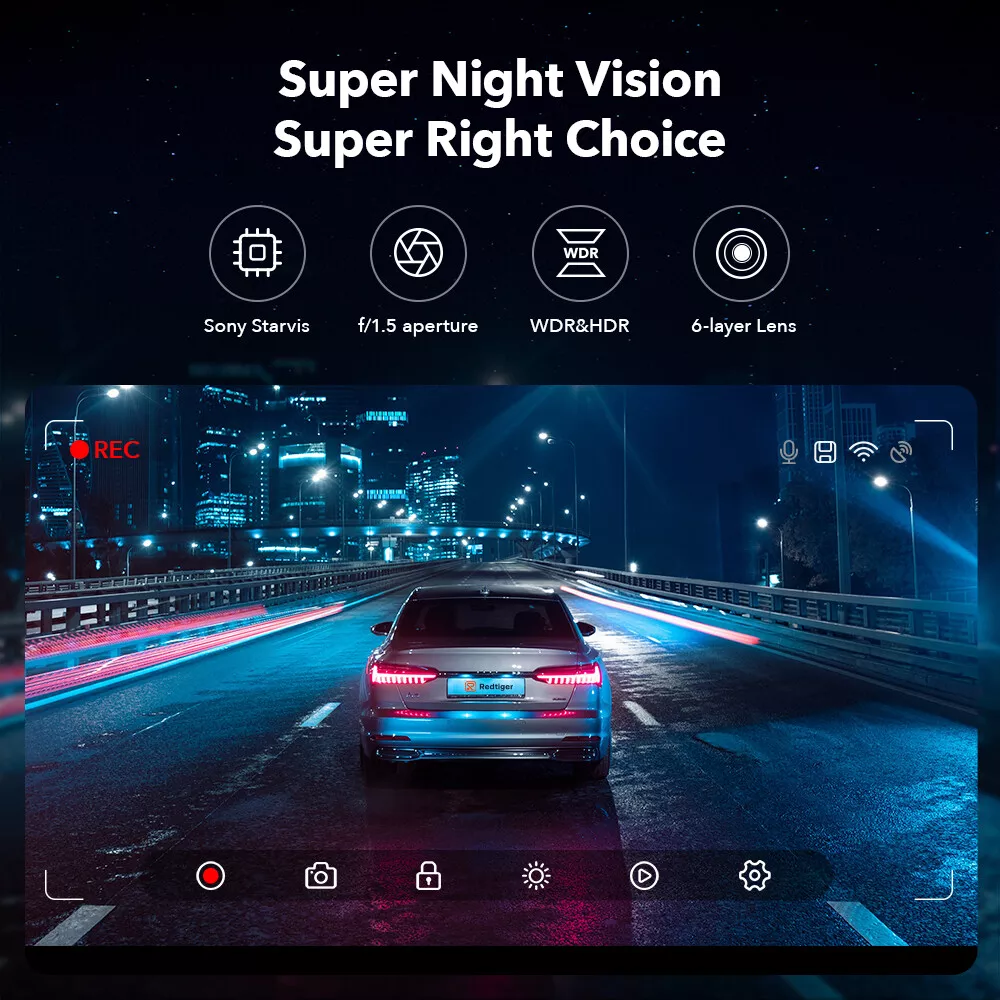 Super Night Vision
Super Right Choice
WDR
Sony Starvis
f/1.5 aperture
WDR&HDR
6-layer Lens
REC
Redtiger